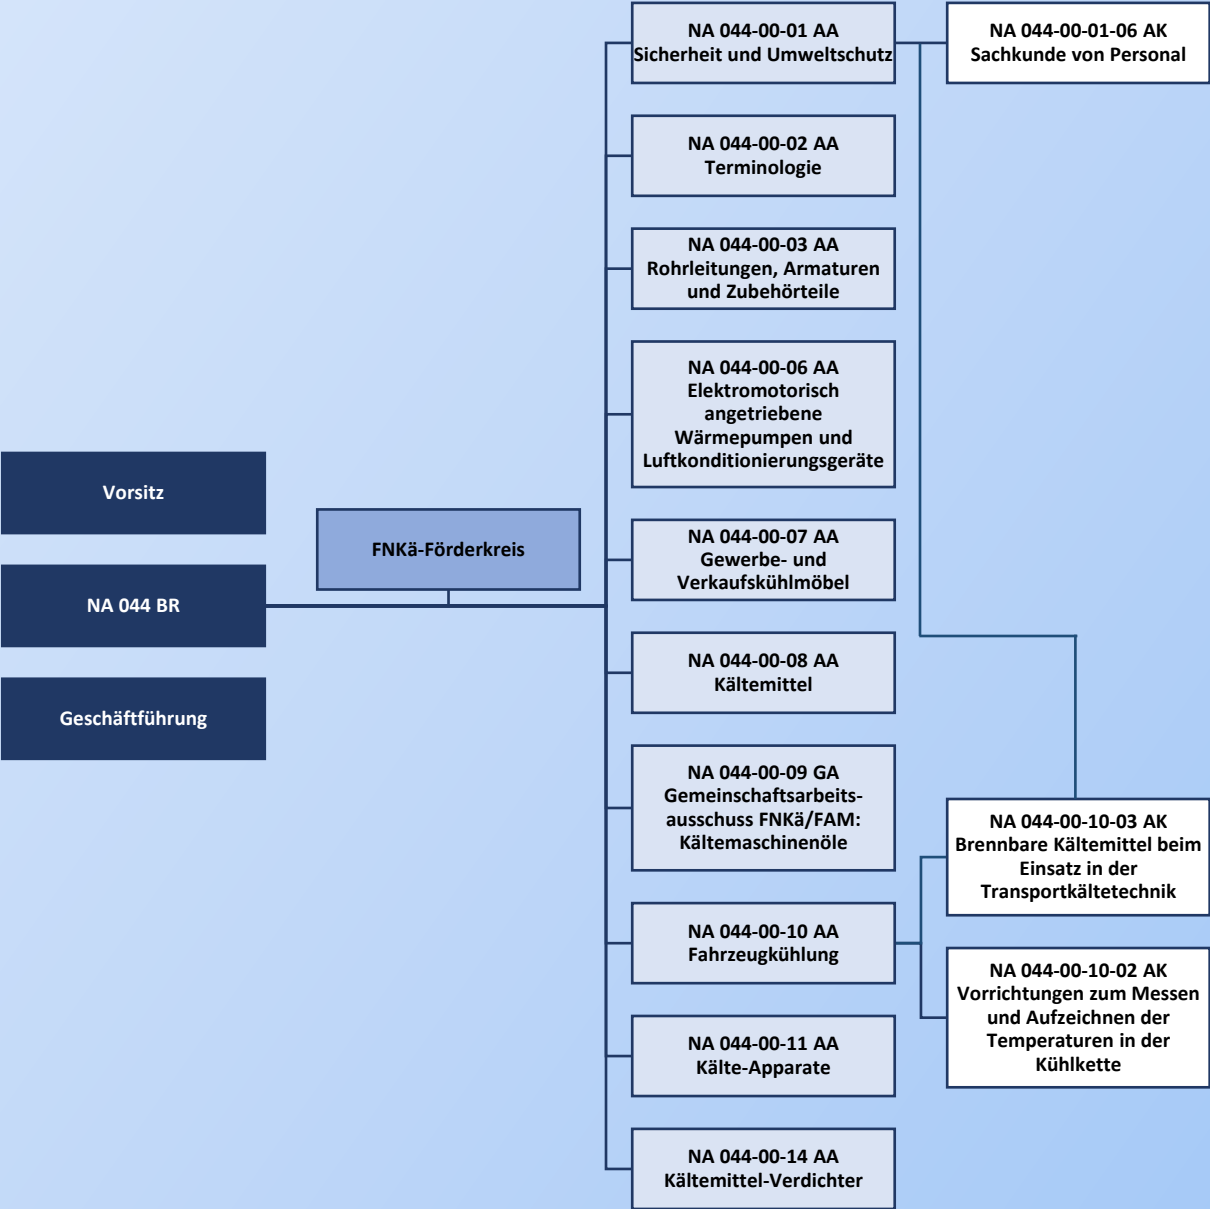 Vorsitz
NA 044 BR
Geschäftführung
FNKä-Förderkreis
NA 044-00-01 AA
Sicherheit und Umweltschutz
NA 044-00-02 AA
Terminologie
NA 044-00-03 AA
Rohrleitungen, Armaturen
und Zubehörteile
NA 044-00-06 AA
Elektromotorisch
angetriebene
Wärmepumpen und
Luftkonditionierungsgeräte
NA 044-00-07 AA
Gewerbe- und
Verkaufskühlmöbel
NA 044-00-08 AA
Kältemittel
NA 044-00-09 GA
Gemeinschaftsarbeits-
ausschuss FNKä/FAM:
Kältemaschinenöle
NA 044-00-10 AA
Fahrzeugkühlung
NA 044-00-11 AA
Kälte-Apparate
NA 044-00-14 AA
Kältemittel-Verdichter
NA 044-00-01-06 AK
Sachkunde von Personal
NA 044-00-10-03 AK
Brennbare Kältemittel beim
Einsatz in der
Transportkältetechnik
NA 044-00-10-02 AK
Vorrichtungen zum Messen
und Aufzeichnen der
Temperaturen in der
Kühlkette